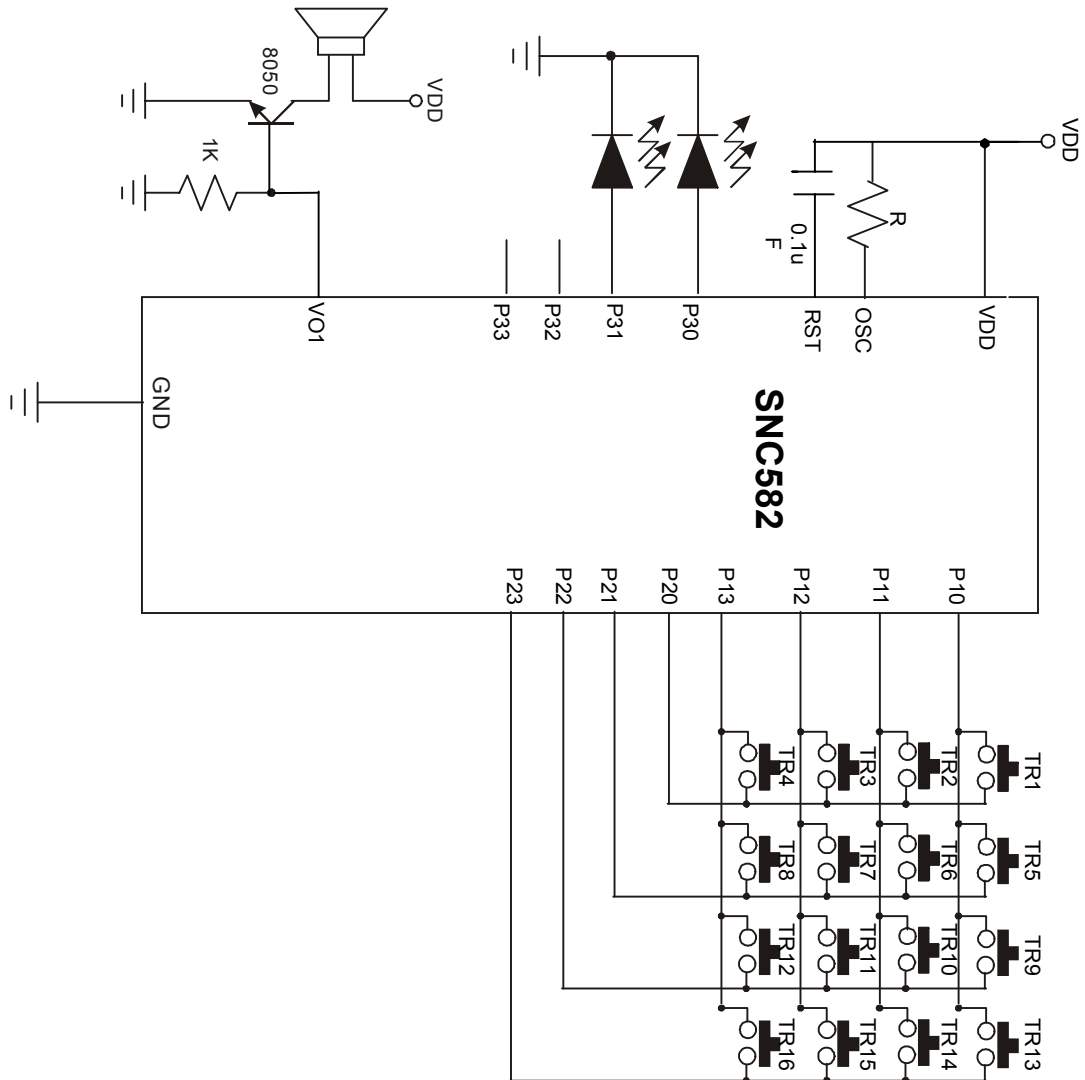 8050
VDD
1K
VDD
R
0.1u
F
VO1
P33
P32
P31
P30
RST
OSC
VDD
GND
SNC582
P23
P22
P21
P20
P13
P12
P11
P10
TR4
TR3
TR2
TR1
TR8
TR7
TR6
TR5
TR12
TR11
TR10
TR9
TR16
TR15
TR14
TR13